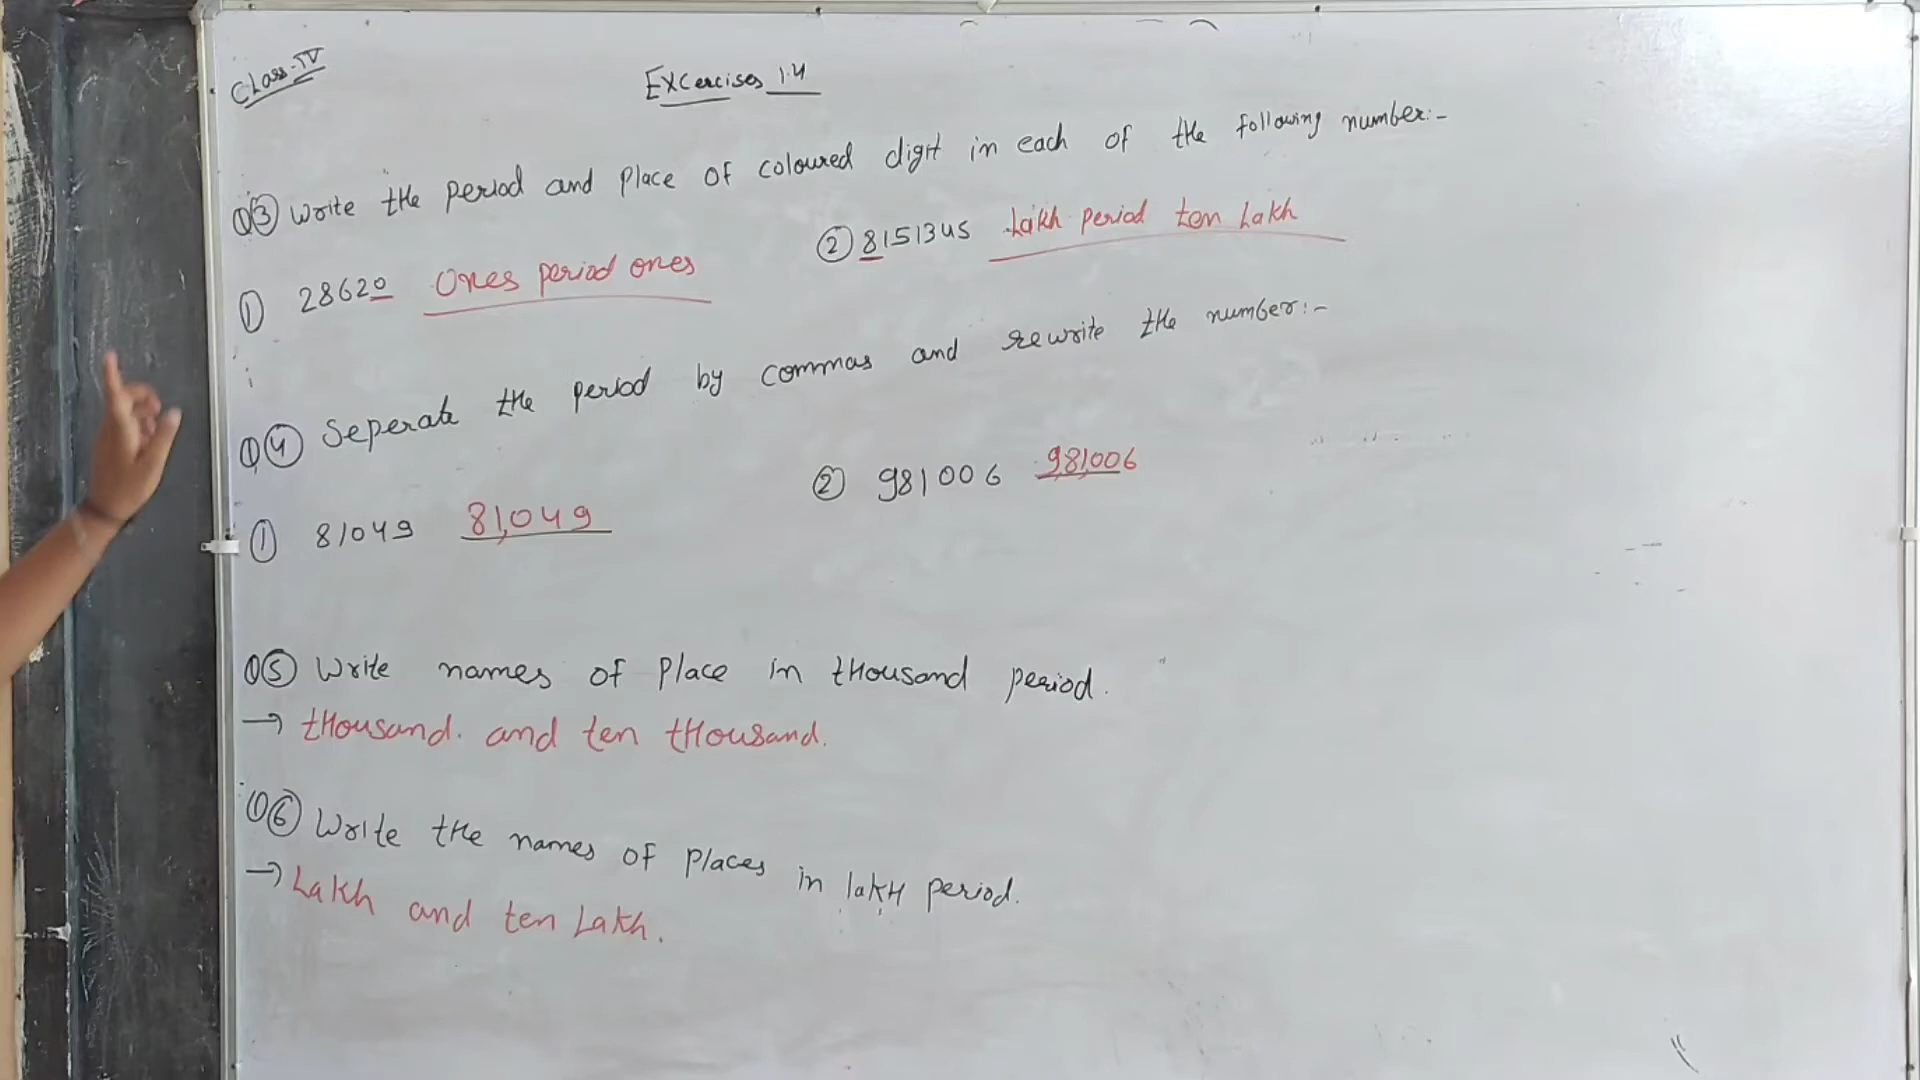 Class-IV
EXcercises 1.4
Q3 Write the period and place of coloured digit in each of the following number:-
① 28620 Ones period ones
② 8151345 Lakh period ten Lakh
Q4 Seperate the period by commas and rewrite the number:-
① 81049 81,049
② 981006 9,81,006
Q5 Write names of Place in thousand period.
→ thousand. and ten thousand.
Q6 Write the names of places in lakh period.
→ Lakh and ten Lakh.